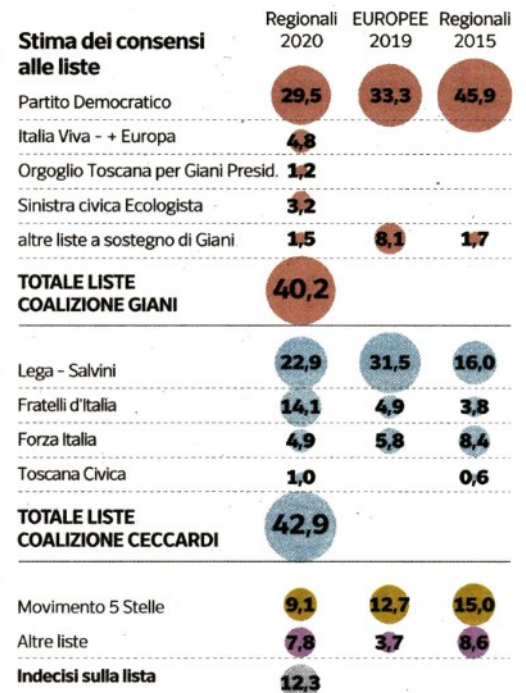 Regionali EUROPEE Regionali
2020 2019 2015
Stima dei consensi
alle liste
Partito Democratico 29,5 33,3 45,9
Italia Viva - + Europa 4,8
Orgoglio Toscana per Giani Presid. 1,2
Sinistra civica Ecologista 3,2
altre liste a sostegno di Giani 1,5 8,1 1,7
TOTALE LISTE
COALIZIONE GIANI 40,2
Lega - Salvini 22,9 31,5 16,0
Fratelli d'Italia 14,1 4,9 3,8
Forza Italia 4,9 5,8 8,4
Toscana Civica 1,0 0,6
TOTALE LISTE
COALIZIONE CECCARDI 42,9
Movimento 5 Stelle 9,1 12,7 15,0
Altre liste 7,8 3,7 8,6
Indecisi sulla lista 12,3